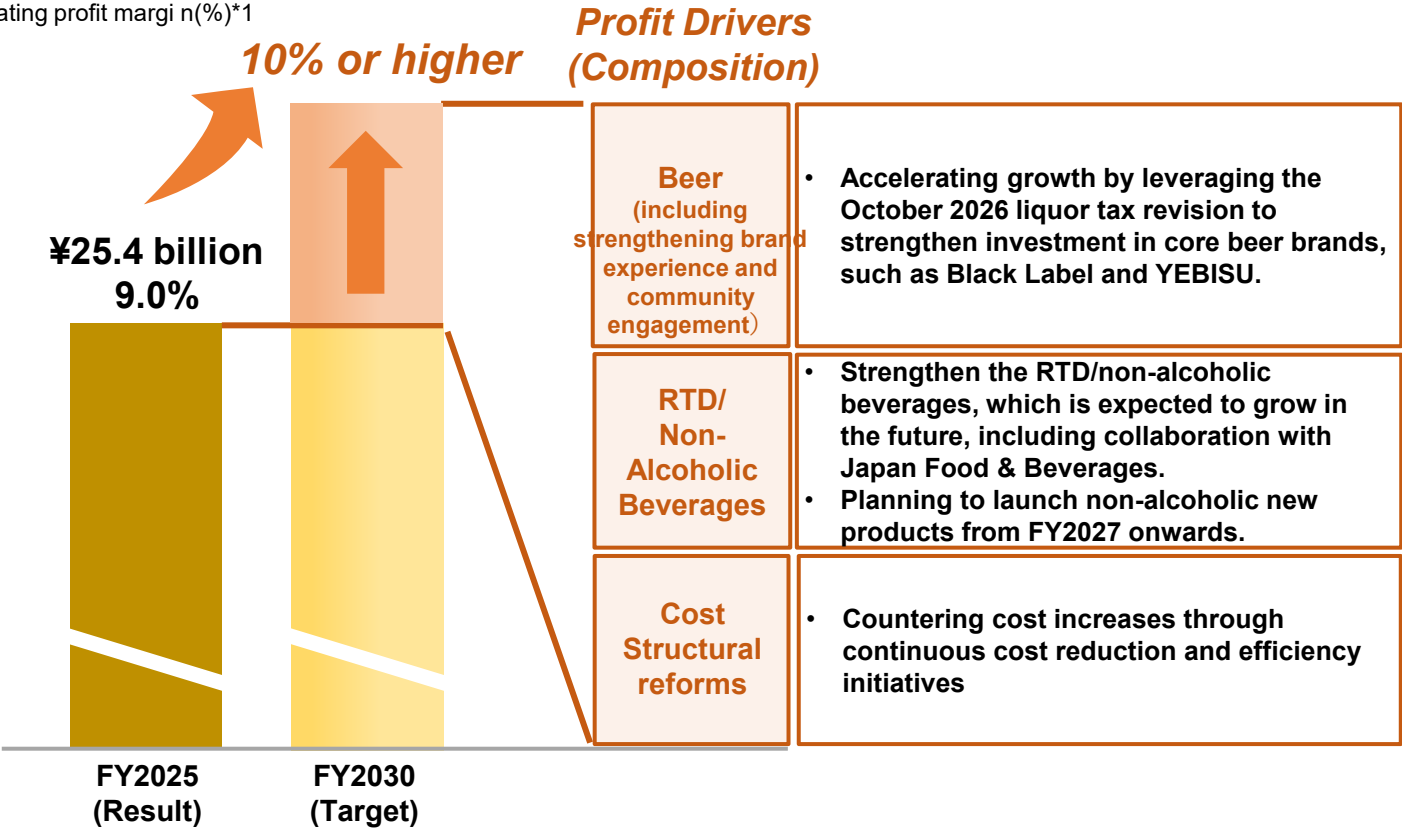 ating profit margi n(%)*1
10% or higher
¥25.4 billion
9.0%
FY2025
(Result)
FY2030
(Target)
Profit Drivers
(Composition)
Beer
(including
strengthening brand
experience and
community
engagement）
• Accelerating growth by leveraging the
October 2026 liquor tax revision to
strengthen investment in core beer brands,
such as Black Label and YEBISU.
RTD/
Non-
Alcoholic
Beverages
• Strengthen the RTD/non-alcoholic
beverages, which is expected to grow in
the future, including collaboration with
Japan Food & Beverages.
• Planning to launch non-alcoholic new
products from FY2027 onwards.
Cost
Structural
reforms
• Countering cost increases through
continuous cost reduction and efficiency
initiatives